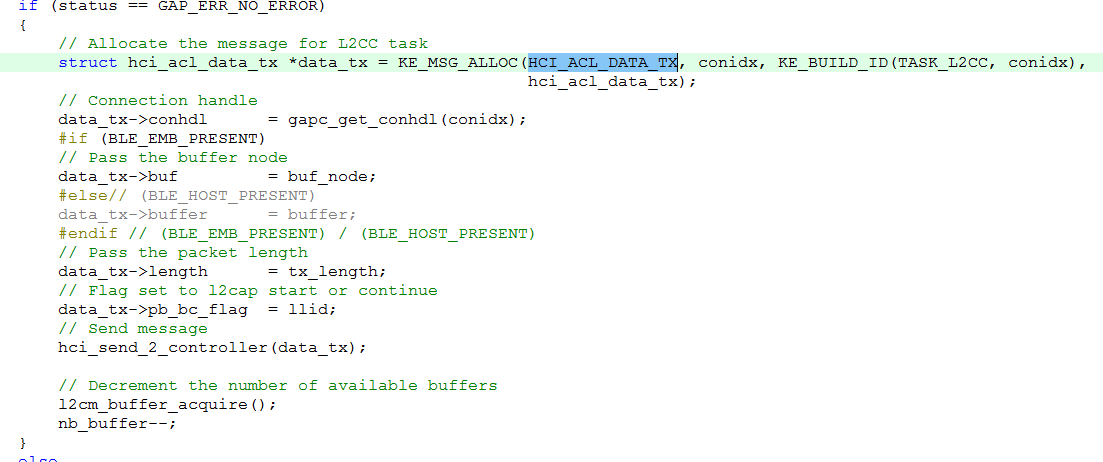 if (status == GAP_ERR_NO_ERROR)
{
// Allocate the message for L2CC task
struct hci_acl_data_tx *data_tx = KE_MSG_ALLOC(HCI_ACL_DATA_TX, conidx, KE_BUILD_ID(TASK_L2CC, conidx),
hci_acl_data_tx);
// Connection handle
data_tx->conhdl = gapc_get_conhdl(conidx);
#if (BLE_EMB_PRESENT)
// Pass the buffer node
data_tx->buf = buf_node;
#else// (BLE_HOST_PRESENT)
data_tx->buffer = buffer;
#endif // (BLE_EMB_PRESENT) / (BLE_HOST_PRESENT)
// Pass the packet length
data_tx->length = tx_length;
// Flag set to l2cap start or continue
data_tx->pb_bc_flag = llid;
// Send message
hci_send_2_controller(data_tx);
// Decrement the number of available buffers
l2cm_buffer_acquire();
nb_buffer--;
}
else